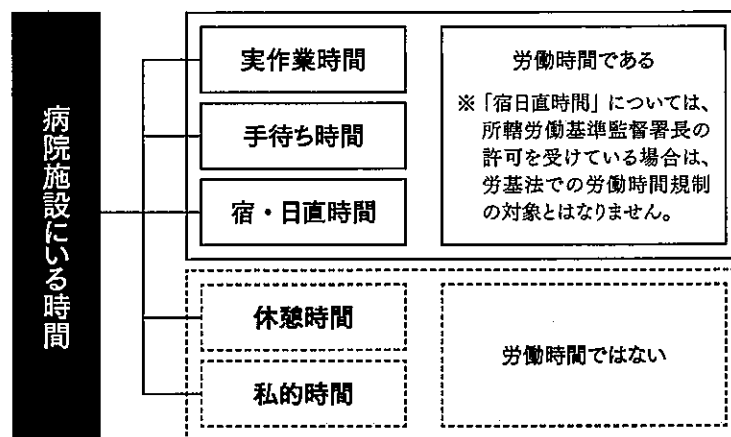 病院施設にいる時間
実作業時間
手待ち時間
宿・日直時間
労働時間である
※「宿日直時間」については、
所轄労働基準監督署長の
許可を受けている場合は、
労基法での労働時間規制
の対象とはなりません。
休憩時間
私的時間
労働時間ではない